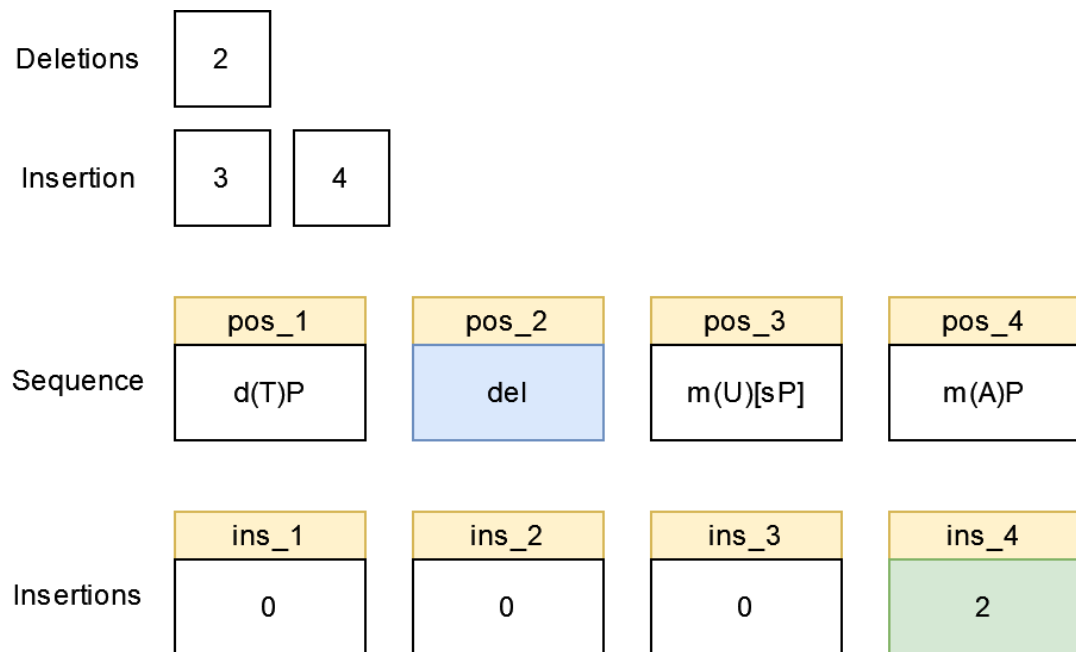 Deletions 2
Insertion 3 4
pos_1 pos_2 pos_3 pos_4
Sequence d(T)P del m(U)[sP] m(A)P
ins_1 ins_2 ins_3 ins_4
Insertions 0 0 0 2